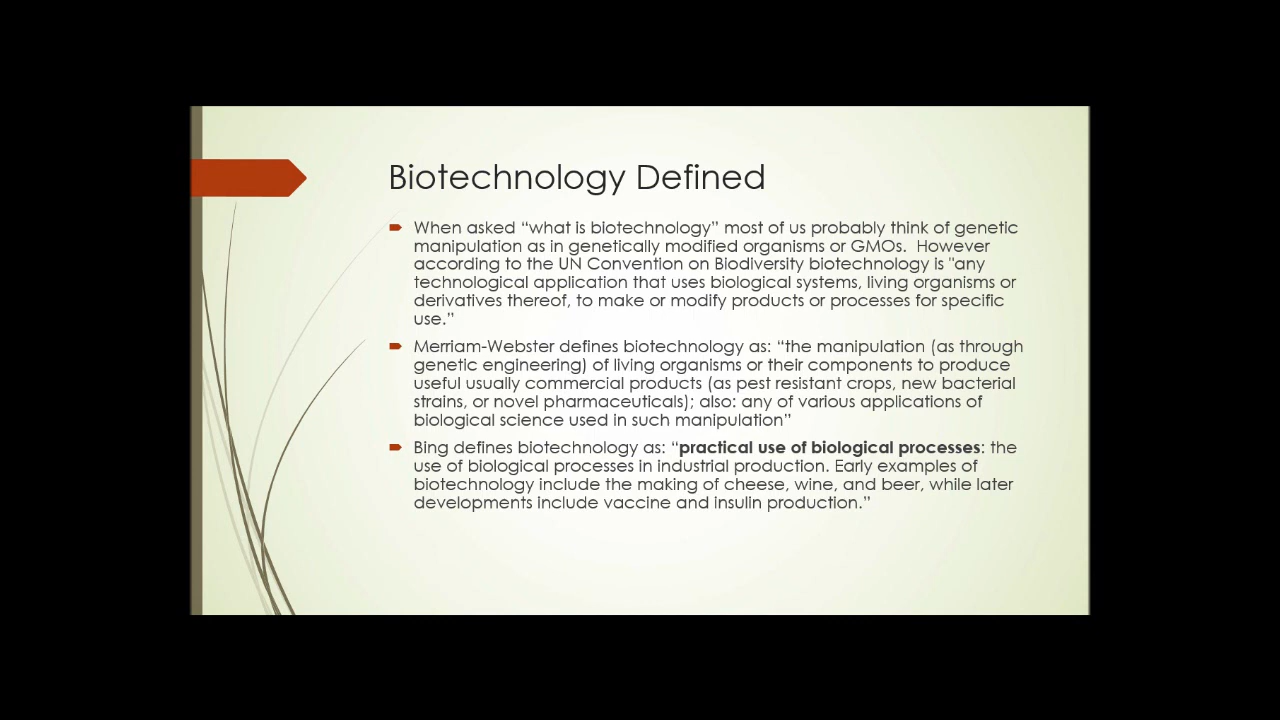 Biotechnology Defined
When asked “what is biotechnology” most of us probably think of genetic
manipulation as in genetically modified organisms or GMOs.  However
according to the UN Convention on Biodiversity biotechnology is "any
technological application that uses biological systems, living organisms or
derivatives thereof, to make or modify products or processes for specific
use.”
Merriam-Webster defines biotechnology as: “the manipulation (as through
genetic engineering) of living organisms or their components to produce
useful usually commercial products (as pest resistant crops, new bacterial
strains, or novel pharmaceuticals); also: any of various applications of
biological science used in such manipulation”
Bing defines biotechnology as: “practical use of biological processes: the
use of biological processes in industrial production. Early examples of
biotechnology include the making of cheese, wine, and beer, while later
developments include vaccine and insulin production.”